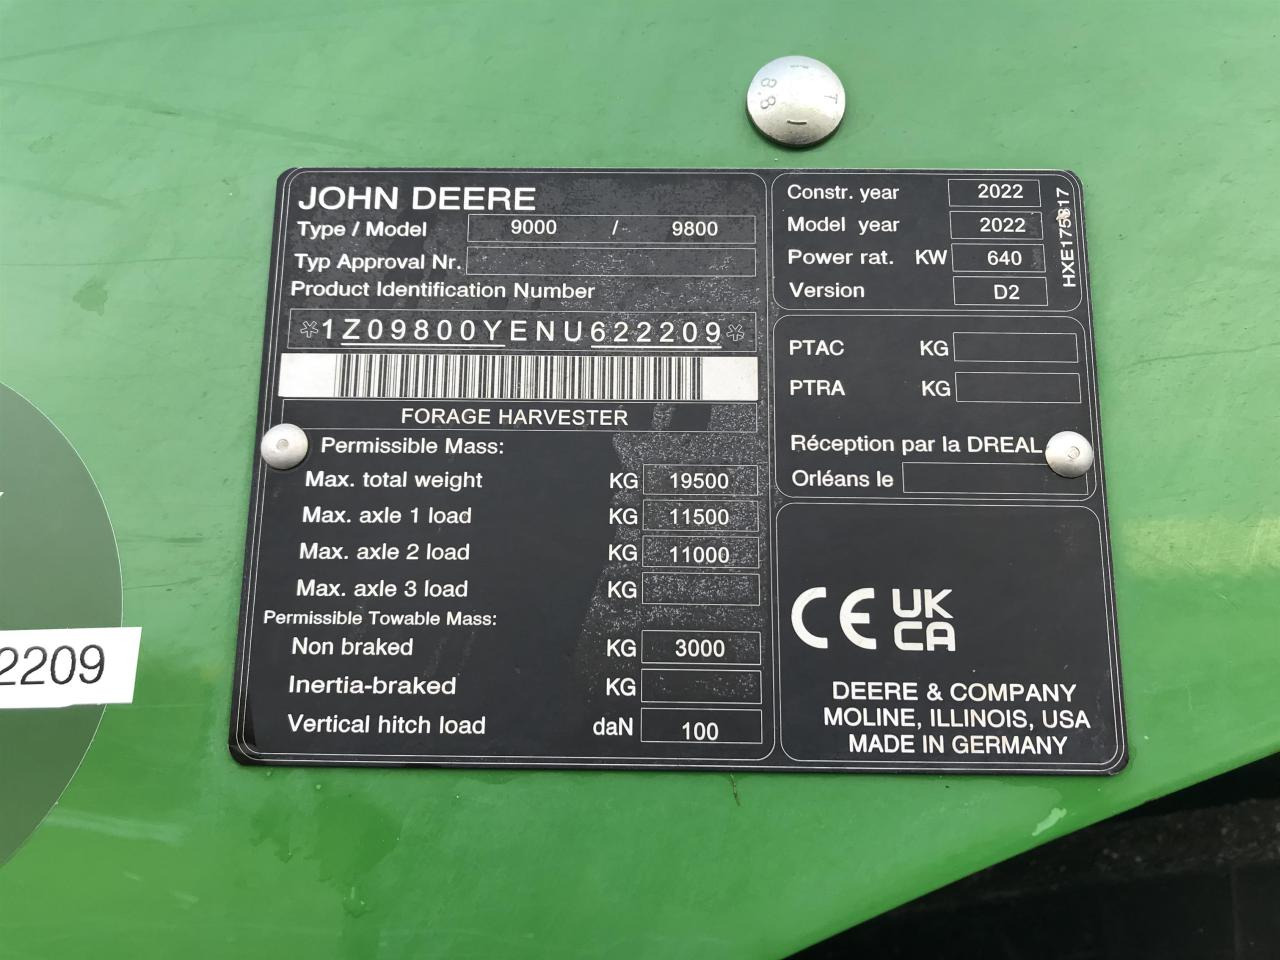 T
8.8
JOHN DEERE
Type / Model 9000 / 9800
Typ Approval Nr.
Product Identification Number
*1Z09800YENU622209*
FORAGE HARVESTER
Permissible Mass:
Max. total weight KG 19500
Max. axle 1 load KG 11500
Max. axle 2 load KG 11000
Max. axle 3 load KG
Permissible Towable Mass:
Non braked KG 3000
Inertia-braked KG
Vertical hitch load daN 100
Constr. year 2022
Model year 2022
Power rat. KW 640
Version D2
HXE175817
PTAC KG
PTRA KG
Réception par la DREAL
Orléans le
CE UK
CA
DEERE & COMPANY
MOLINE, ILLINOIS, USA
MADE IN GERMANY
2209